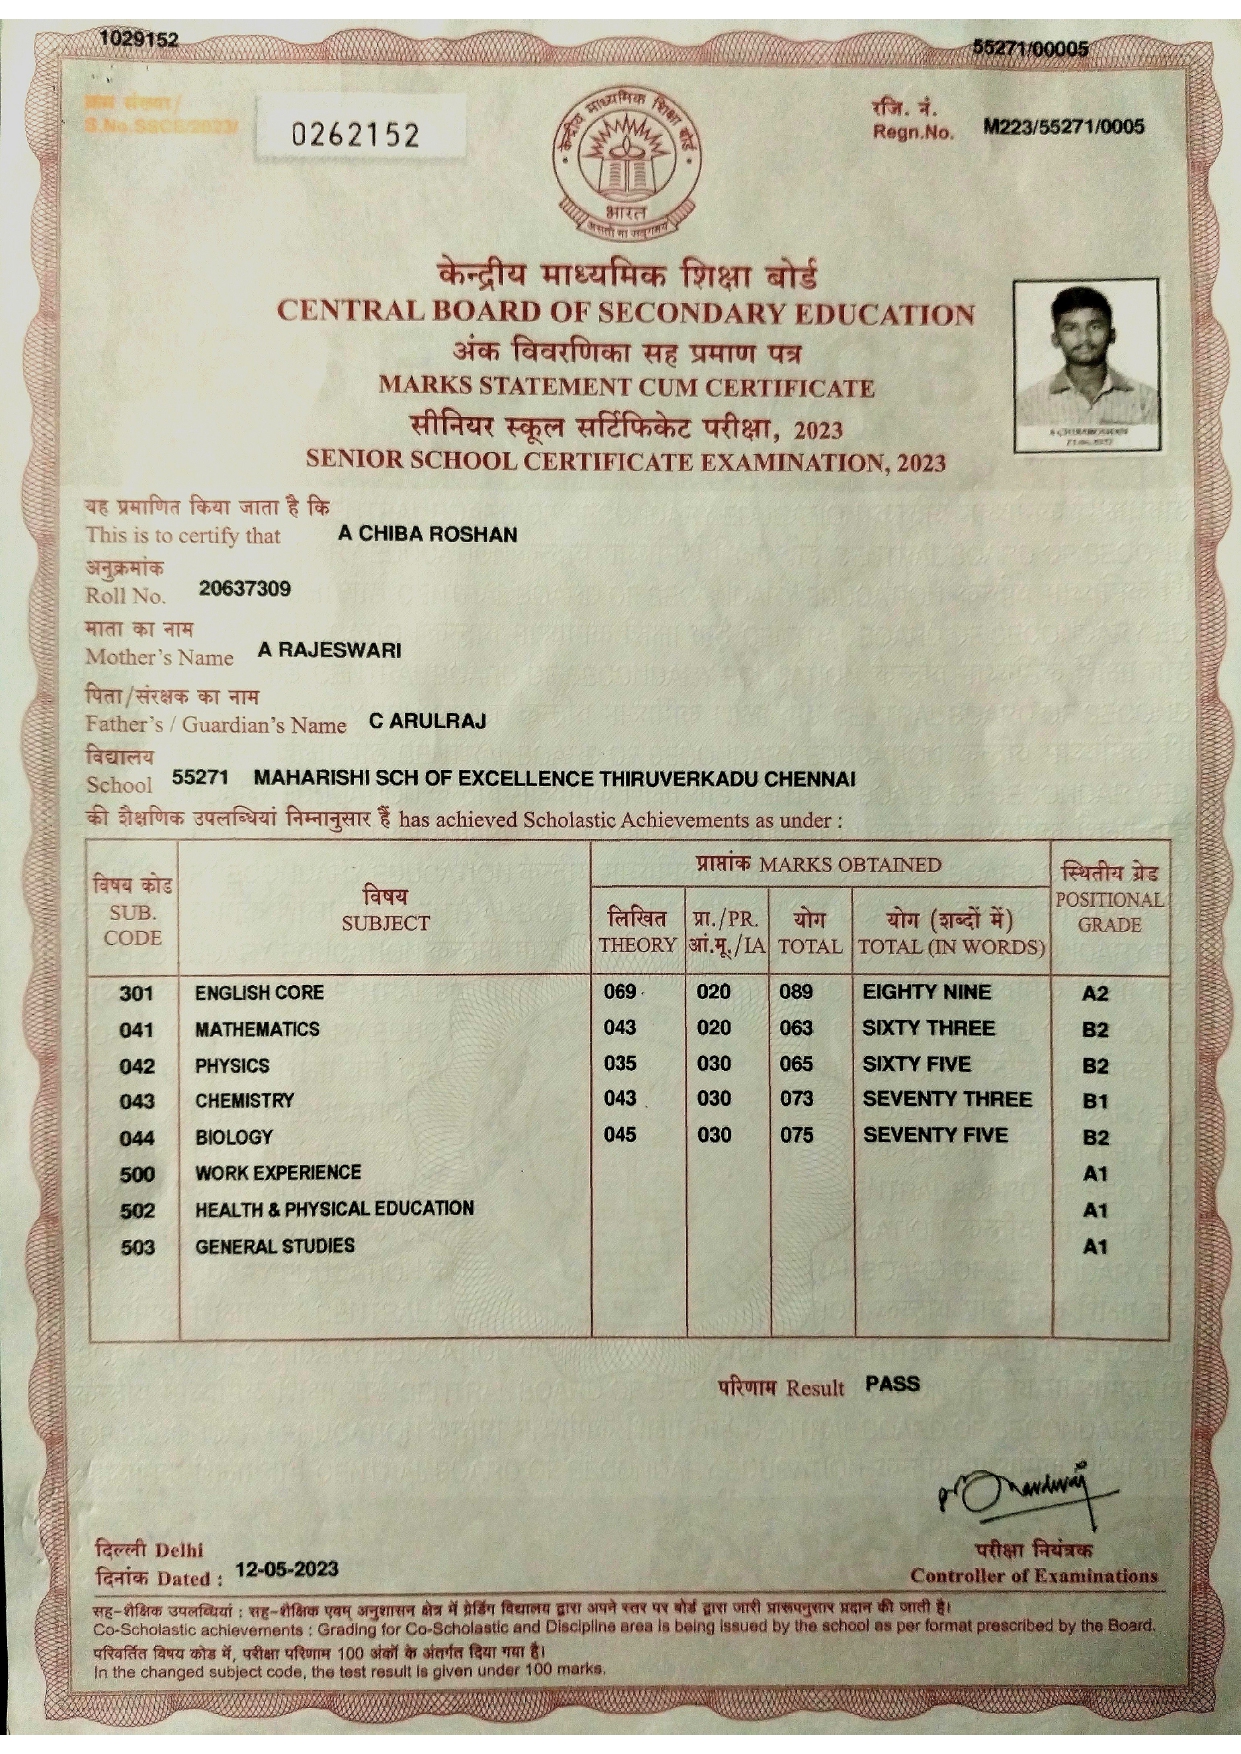 1029152
55271/00005
क्रम संख्या/
S.No.SSCE/2023/
0262152
रजि. नं.
Regn.No. M223/55271/0005
केन्द्रीय माध्यमिक शिक्षा बोर्ड
भारत
असतो मा सद्गमय
केन्द्रीय माध्यमिक शिक्षा बोर्ड
CENTRAL BOARD OF SECONDARY EDUCATION
अंक विवरणिका सह प्रमाण पत्र
MARKS STATEMENT CUM CERTIFICATE
सीनियर स्कूल सर्टिफिकेट परीक्षा, 2023
SENIOR SCHOOL CERTIFICATE EXAMINATION, 2023
यह प्रमाणित किया जाता है कि
This is to certify that A CHIBA ROSHAN
अनुक्रमांक
Roll No. 20637309
माता का नाम
Mother's Name A RAJESWARI
पिता/संरक्षक का नाम
Father's / Guardian's Name C ARULRAJ
विद्यालय
School 55271 MAHARISHI SCH OF EXCELLENCE THIRUVERKADU CHENNAI
की शैक्षणिक उपलब्धियां निम्नानुसार हैं has achieved Scholastic Achievements as under :
विषय कोड
SUB.
CODE
विषय
SUBJECT
प्राप्तांक MARKS OBTAINED
लिखित
THEORY
प्रा./PR.
आं.मू./IA
योग
TOTAL
योग (शब्दों में)
TOTAL (IN WORDS)
स्थितीय ग्रेड
POSITIONAL
GRADE
301 ENGLISH CORE 069 020 089 EIGHTY NINE A2
041 MATHEMATICS 043 020 063 SIXTY THREE B2
042 PHYSICS 035 030 065 SIXTY FIVE B2
043 CHEMISTRY 043 030 073 SEVENTY THREE B1
044 BIOLOGY 045 030 075 SEVENTY FIVE B2
500 WORK EXPERIENCE A1
502 HEALTH & PHYSICAL EDUCATION A1
503 GENERAL STUDIES A1
परिणाम Result PASS
दिल्ली Delhi
दिनांक Dated : 12-05-2023
परीक्षा नियंत्रक
Controller of Examinations
सह-शैक्षिक उपलब्धियां : सह-शैक्षिक एवम् अनुशासन क्षेत्र में ग्रेडिंग विद्यालय द्वारा अपने स्तर पर बोर्ड द्वारा जारी प्रारूपनुसार प्रदान की जाती है।
Co-Scholastic achievements : Grading for Co-Scholastic and Discipline area is being issued by the school as per format prescribed by the Board.
परिवर्तित विषय कोड में, परीक्षा परिणाम 100 अंकों के अंतर्गत दिया गया है।
In the changed subject code, the test result is given under 100 marks.